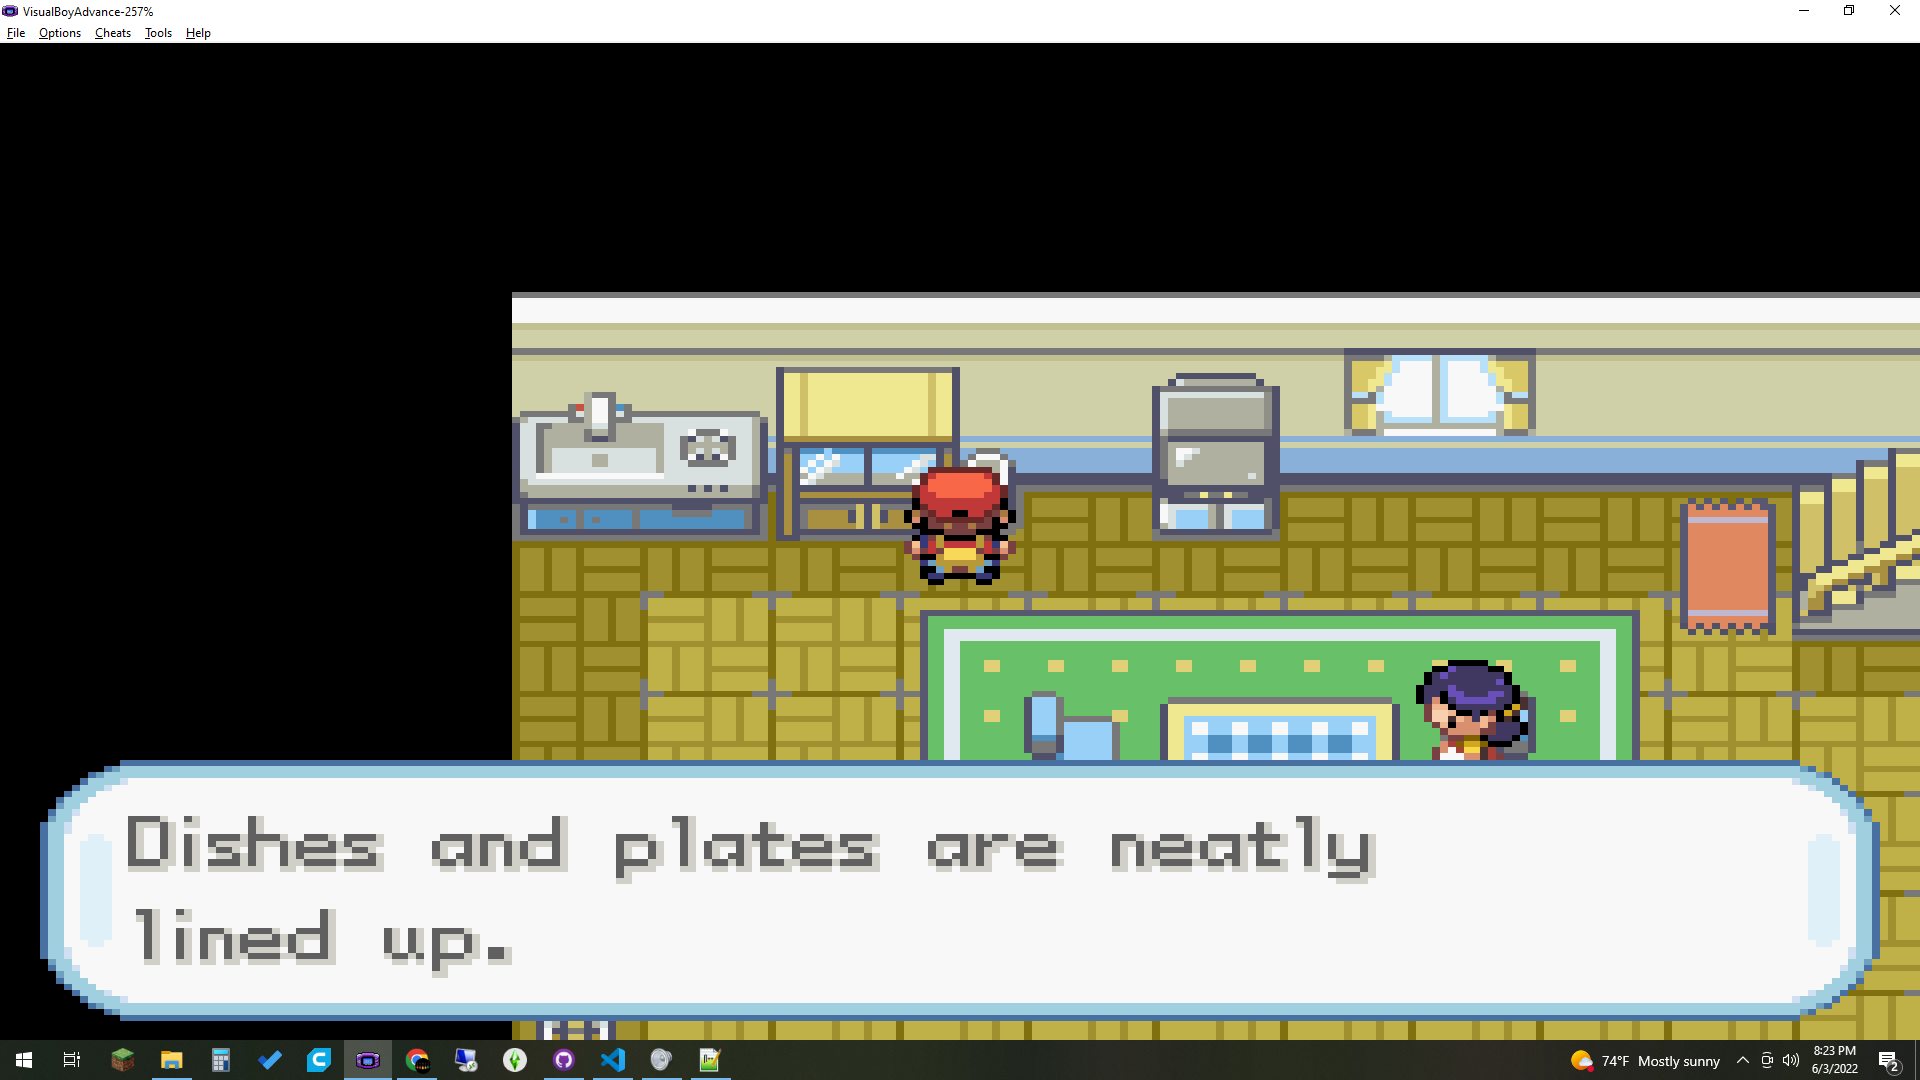 VisualBoyAdvance-257%
File Options Cheats Tools Help
Dishes and plates are neatly
lined up.
74°F Mostly sunny
8:23 PM
6/3/2022
2